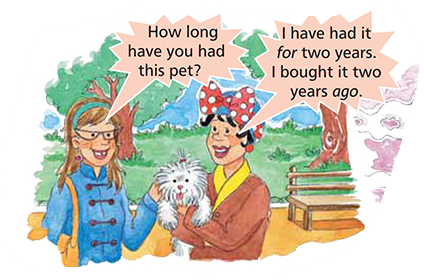 How long
have you had
this pet?
I have had it
for two years.
I bought it two
years ago.